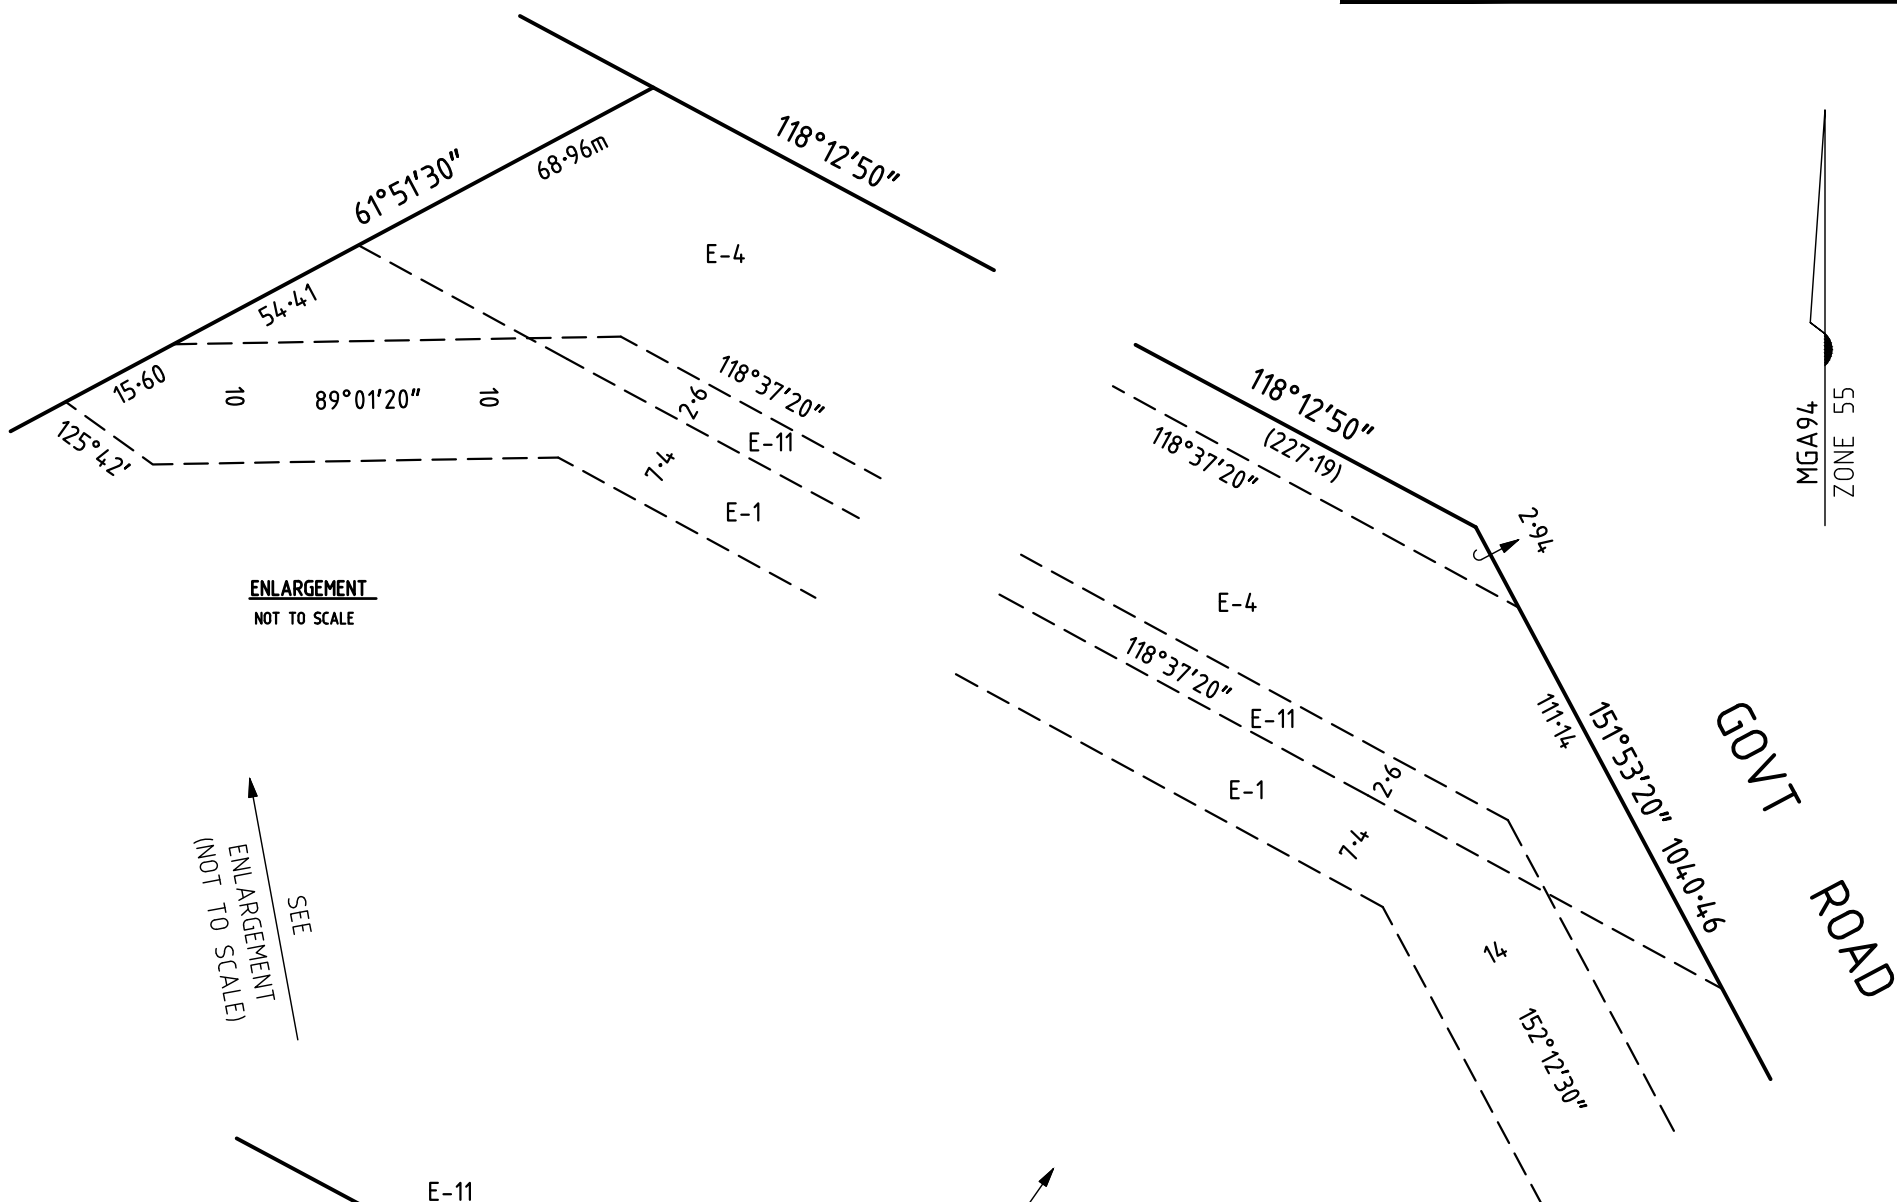 61°51'30"
68·96m
118°12'50"
E-4
54·41
15·60
10
89°01'20"
10
118°37'20"
2·6
E-11
7·4
E-1
125°42'
ENLARGEMENT
NOT TO SCALE
118°12'50"
(227·19)
118°37'20"
2·94
MGA94
ZONE 55
E-4
118°37'20"
E-11
2·6
E-1
7·4
111·14
151°53'20" 1040·46
GOVT ROAD
14
152°12'30"
SEE
ENLARGEMENT
(NOT TO SCALE)
E-11